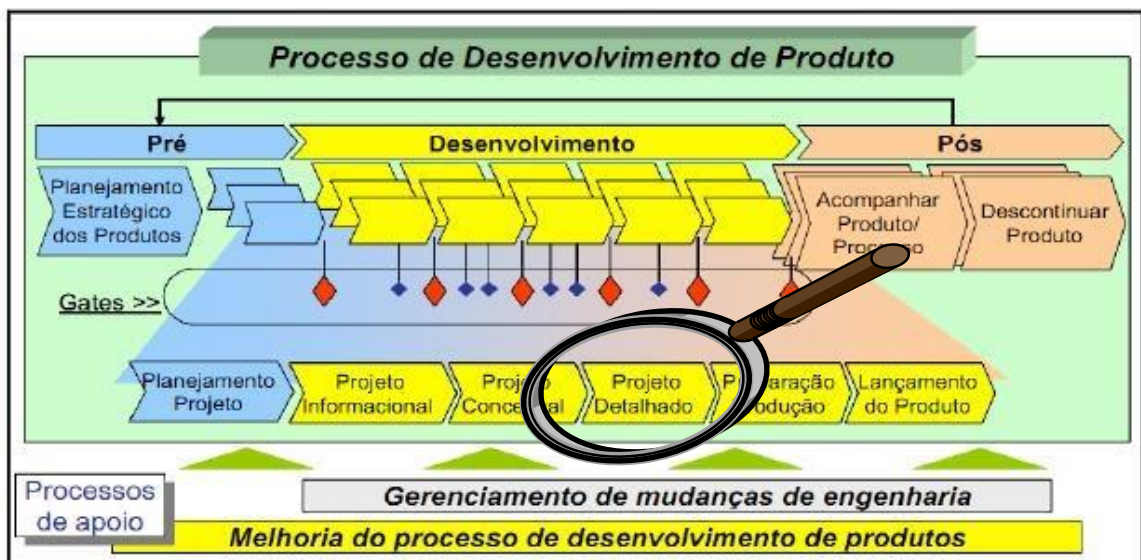 Processo de Desenvolvimento de Produto
Pré
Desenvolvimento
Pós
Planejamento
Estratégico
dos Produtos
Acompanhar
Produto/
Processo
Descontinuar
Produto
Gates >>
Planejamento
Projeto
Projeto
Informacional
Projeto
Projeto
Detalhado
Lançamento
do Produto
Processos
de apoio
Gerenciamento de mudanças de engenharia
Melhoria do processo de desenvolvimento de produtos